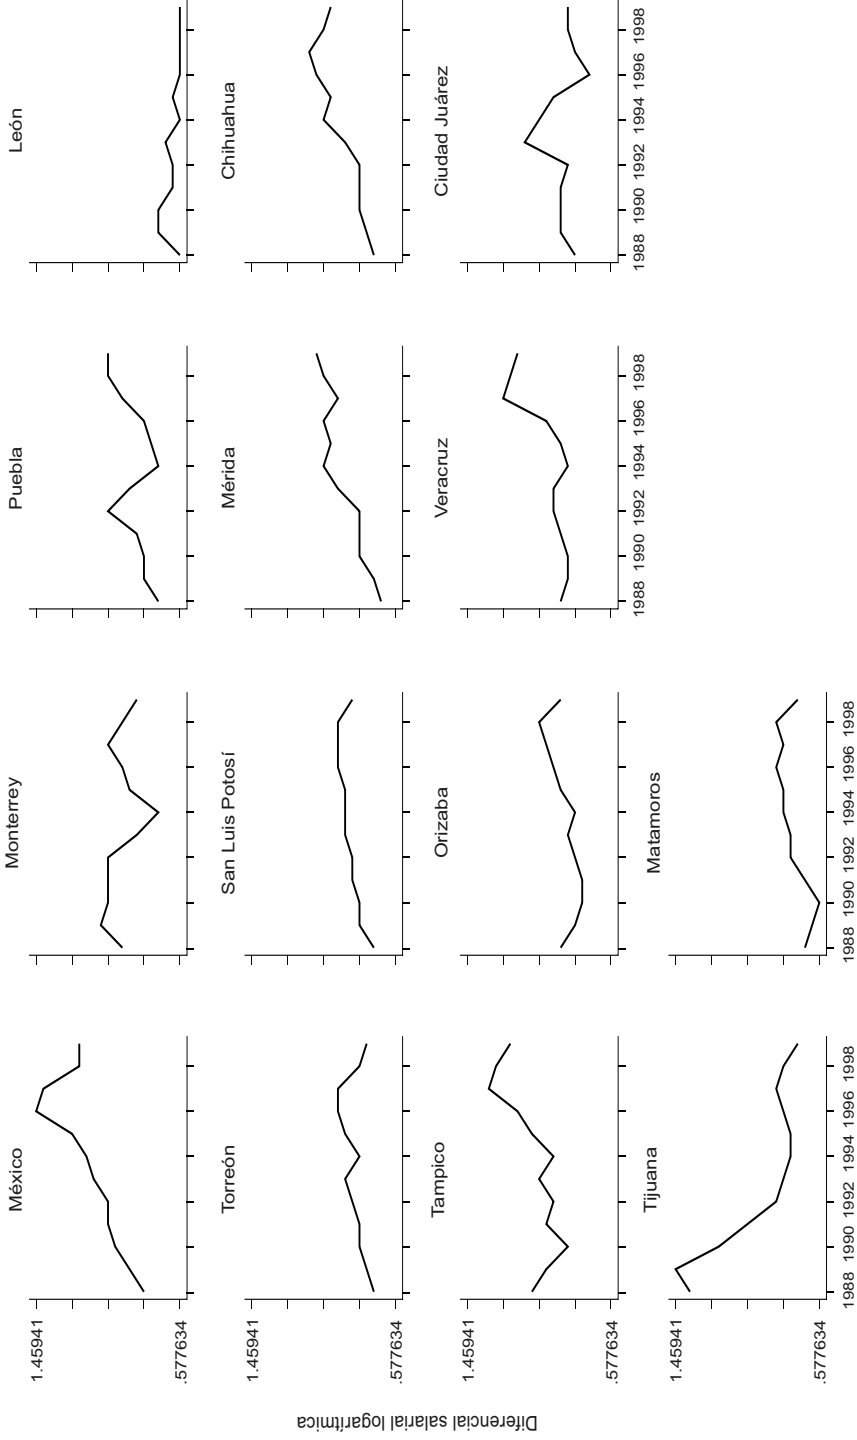 México
Monterrey
Puebla
León
1.45941
.577634
Torreón
San Luis Potosí
Mérida
Chihuahua
1.45941
.577634
Tampico
Orizaba
Veracruz
Ciudad Juárez
1.45941
.577634
1988 1990 1992 1994 1996 1998
1988 1990 1992 1994 1996 1998
Tijuana
Matamoros
1.45941
.577634
1988 1990 1992 1994 1996 1998
1988 1990 1992 1994 1996 1998
Diferencial salarial logarítmica